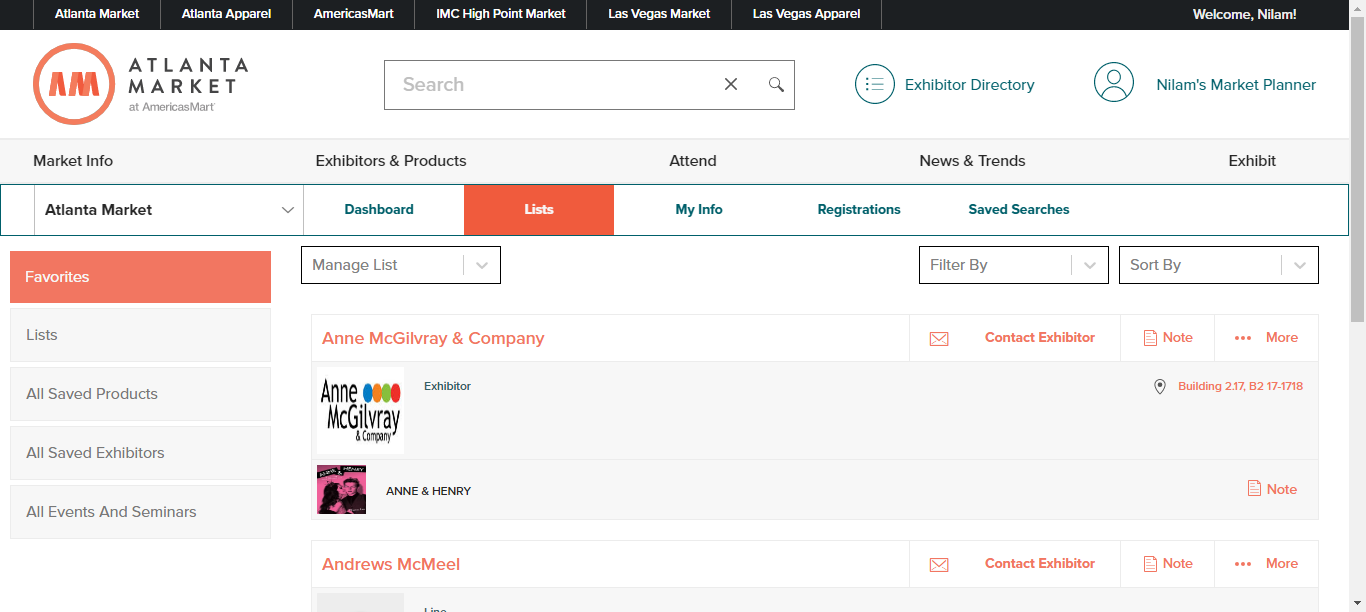 Atlanta Market
Atlanta Apparel
AmericasMart
IMC High Point Market
Las Vegas Market
Las Vegas Apparel
Welcome, Nilam!
AM
ATLANTA
MARKET
at AmericasMart
Search
Exhibitor Directory
Nilam's Market Planner
Market Info
Exhibitors & Products
Attend
News & Trends
Exhibit
Atlanta Market
Dashboard
Lists
My Info
Registrations
Saved Searches
Favorites
Lists
All Saved Products
All Saved Exhibitors
All Events And Seminars
Manage List
Filter By
Sort By
Anne McGilvray & Company
Contact Exhibitor
Note
More
Anne
McGilvray
& Company
Exhibitor
Building 2.17, B2 17-1718
ANNE & HENRY
Note
Andrews McMeel
Contact Exhibitor
Note
More
Line